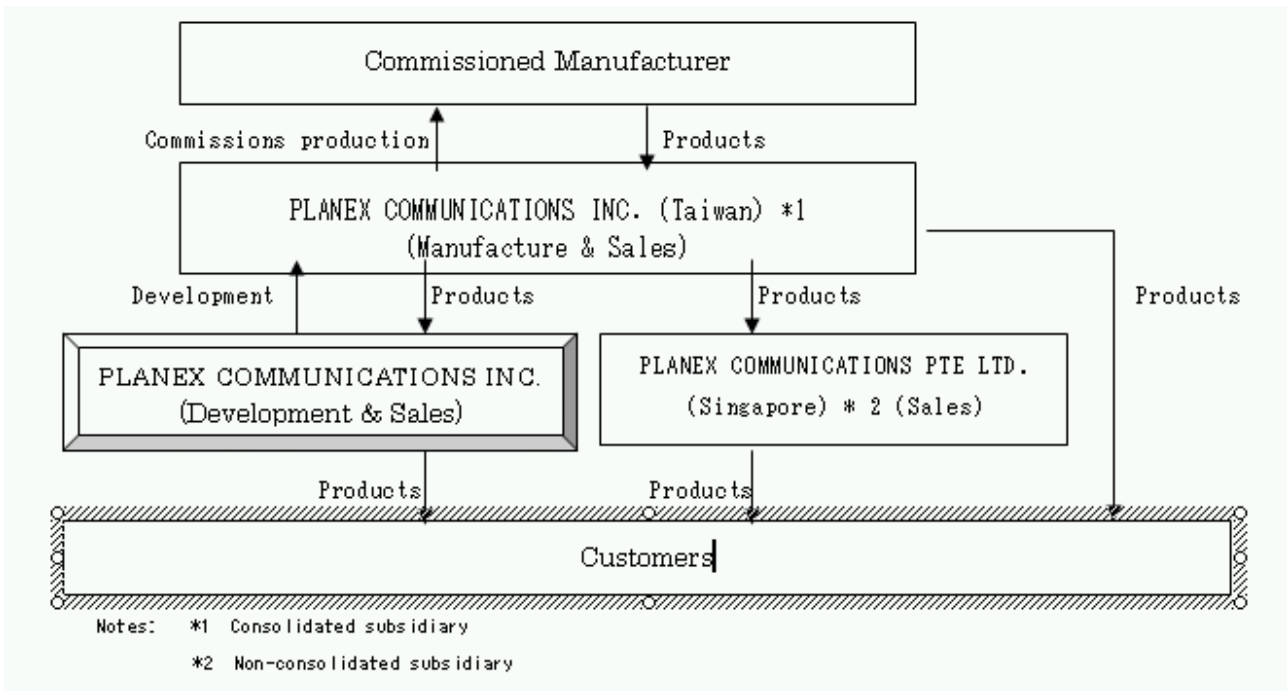 Commissioned Manufacturer
Commissions production
Products
PLANEX COMMUNICATIONS INC. (Taiwan) *1
(Manufacture & Sales)
Development
Products
Products
Products
PLANEX COMMUNICATIONS INC.
(Development & Sales)
PLANEX COMMUNICATIONS PTE LTD.
(Singapore) * 2 (Sales)
Products
Products
Customers
Notes: *1 Consolidated subsidiary
*2 Non-consolidated subsidiary